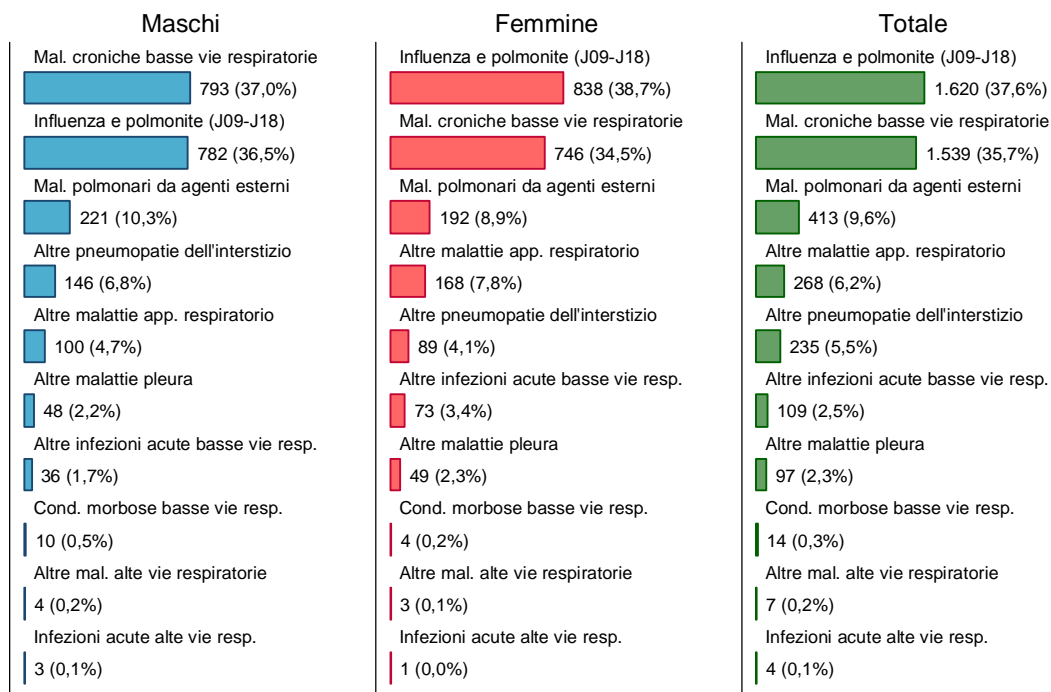 Maschi
Mal. croniche basse vie respiratorie
793 (37,0%)
Influenza e polmonite (J09-J18)
782 (36,5%)
Mal. polmonari da agenti esterni
221 (10,3%)
Altre pneumopatie dell'interstizio
146 (6,8%)
Altre malattie app. respiratorio
100 (4,7%)
Altre malattie pleura
48 (2,2%)
Altre infezioni acute basse vie resp.
36 (1,7%)
Cond. morbose basse vie resp.
10 (0,5%)
Altre mal. alte vie respiratorie
4 (0,2%)
Infezioni acute alte vie resp.
3 (0,1%)
Femmine
Influenza e polmonite (J09-J18)
838 (38,7%)
Mal. croniche basse vie respiratorie
746 (34,5%)
Mal. polmonari da agenti esterni
192 (8,9%)
Altre malattie app. respiratorio
168 (7,8%)
Altre pneumopatie dell'interstizio
89 (4,1%)
Altre infezioni acute basse vie resp.
73 (3,4%)
Altre malattie pleura
49 (2,3%)
Cond. morbose basse vie resp.
4 (0,2%)
Altre mal. alte vie respiratorie
3 (0,1%)
Infezioni acute alte vie resp.
1 (0,0%)
Totale
Influenza e polmonite (J09-J18)
1.620 (37,6%)
Mal. croniche basse vie respiratorie
1.539 (35,7%)
Mal. polmonari da agenti esterni
413 (9,6%)
Altre malattie app. respiratorio
268 (6,2%)
Altre pneumopatie dell'interstizio
235 (5,5%)
Altre infezioni acute basse vie resp.
109 (2,5%)
Altre malattie pleura
97 (2,3%)
Cond. morbose basse vie resp.
14 (0,3%)
Altre mal. alte vie respiratorie
7 (0,2%)
Infezioni acute alte vie resp.
4 (0,1%)